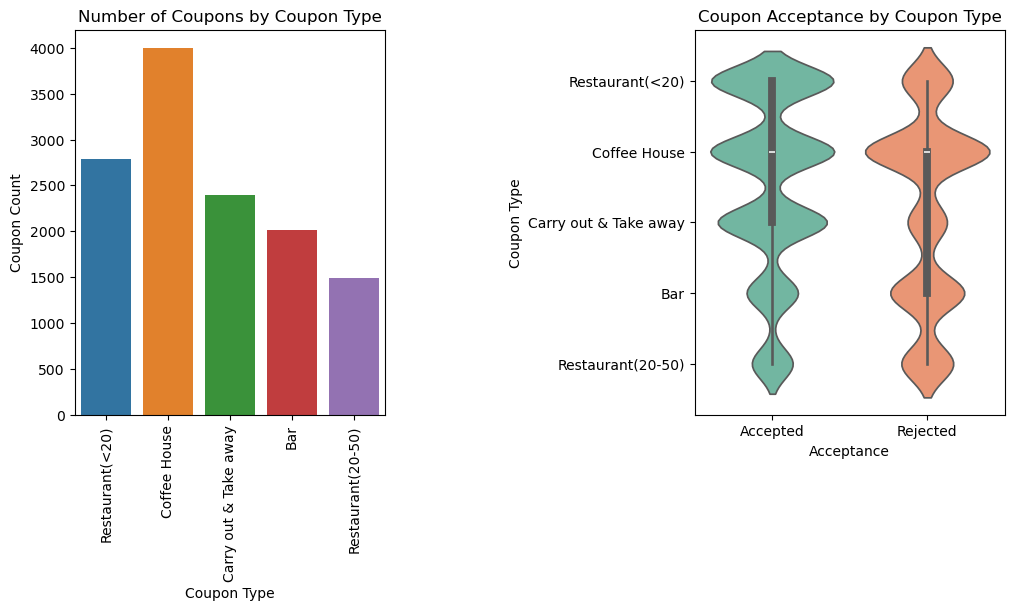 Number of Coupons by Coupon Type
Coupon Count
4000
3500
3000
2500
2000
1500
1000
500
0
Restaurant(<20)
Coffee House
Carry out & Take away
Bar
Restaurant(20-50)
Coupon Type
Coupon Acceptance by Coupon Type
Coupon Type
Restaurant(<20)
Coffee House
Carry out & Take away
Bar
Restaurant(20-50)
Accepted
Rejected
Acceptance